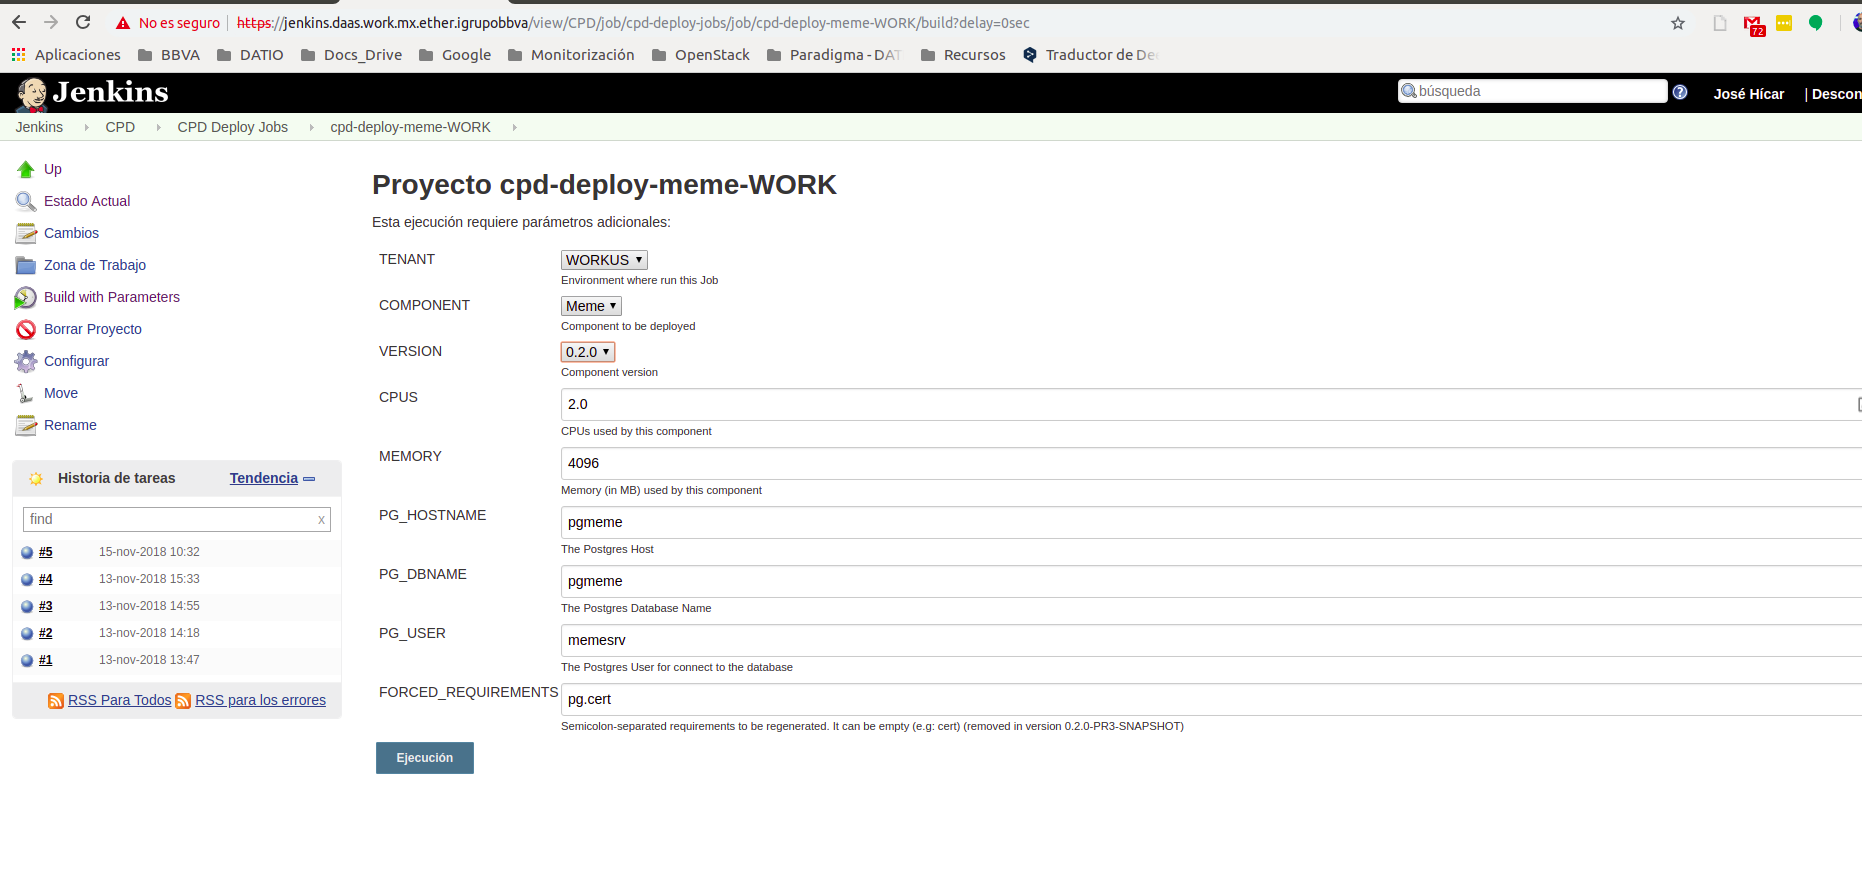 No es seguro | https://jenkins.daas.work.mx.ether.igrupobbva/view/CPD/job/cpd-deploy-jobs/job/cpd-deploy-meme-WORK/build?delay=0sec
72
Aplicaciones BBVA DATIO Docs_Drive Google Monitorización OpenStack Paradigma - DAT Recursos Traductor de De
Jenkins
búsqueda
José Hícar | Descon
Jenkins CPD CPD Deploy Jobs cpd-deploy-meme-WORK
Up
Estado Actual
Cambios
Zona de Trabajo
Build with Parameters
Borrar Proyecto
Configurar
Move
Rename
Historia de tareas Tendencia
find x
#5 15-nov-2018 10:32
#4 13-nov-2018 15:33
#3 13-nov-2018 14:55
#2 13-nov-2018 14:18
#1 13-nov-2018 13:47
RSS Para Todos RSS para los errores
Proyecto cpd-deploy-meme-WORK
Esta ejecución requiere parámetros adicionales:
TENANT WORKUS
Environment where run this Job
COMPONENT Meme
Component to be deployed
VERSION 0.2.0
Component version
CPUS 2.0
CPUs used by this component
MEMORY 4096
Memory (in MB) used by this component
PG_HOSTNAME pgmeme
The Postgres Host
PG_DBNAME pgmeme
The Postgres Database Name
PG_USER memesrv
The Postgres User for connect to the database
FORCED_REQUIREMENTS pg.cert
Semicolon-separated requirements to be regenerated. It can be empty (e.g: cert) (removed in version 0.2.0-PR3-SNAPSHOT)
Ejecución